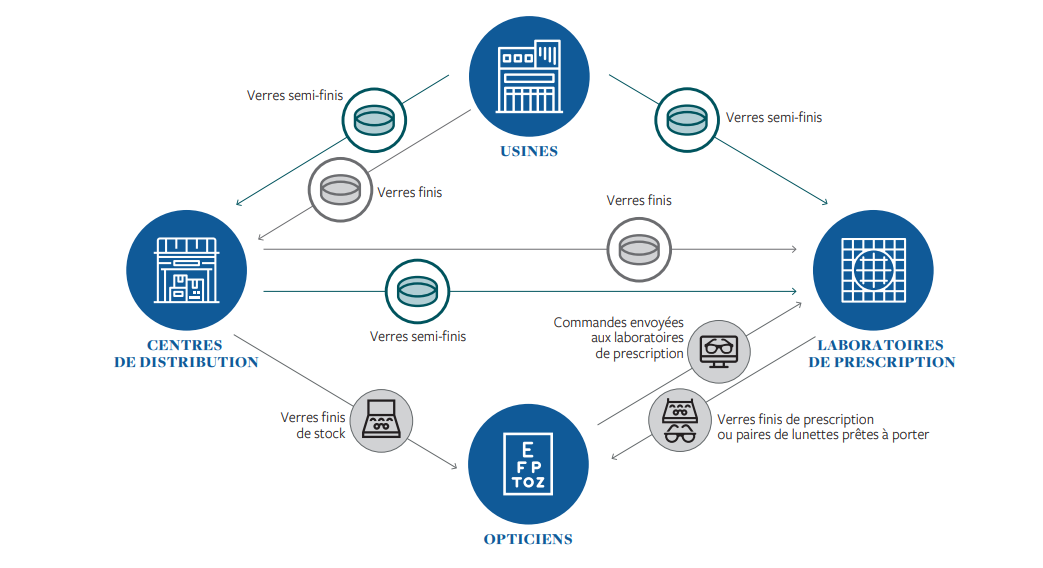 Verres semi-finis
Verres semi-finis
USINES
Verres finis
Verres finis
CENTRES
DE DISTRIBUTION
Verres semi-finis
Commandes envoyées
aux laboratoires
de prescription
LABORATOIRES
DE PRESCRIPTION
Verres finis
de stock
Verres finis de prescription
ou paires de lunettes prêtes à porter
E
F P
T O Z
OPTICIENS